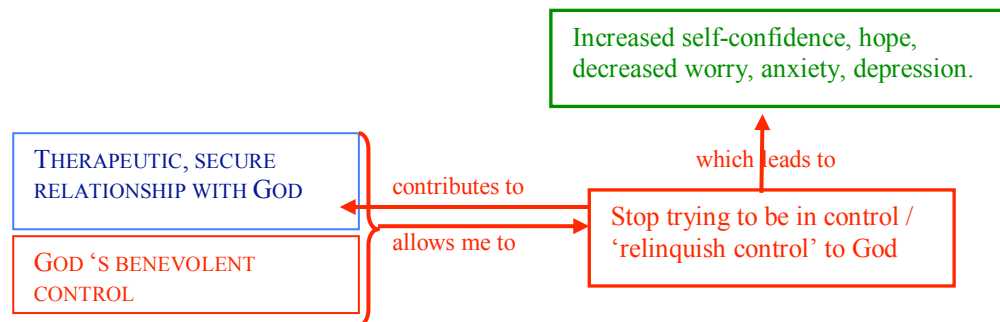 Increased self-confidence, hope,
decreased worry, anxiety, depression.
THERAPEUTIC, SECURE
RELATIONSHIP WITH GOD
which leads to
contributes to
Stop trying to be in control /
‘relinquish control’ to God
allows me to
GOD ‘S BENEVOLENT
CONTROL